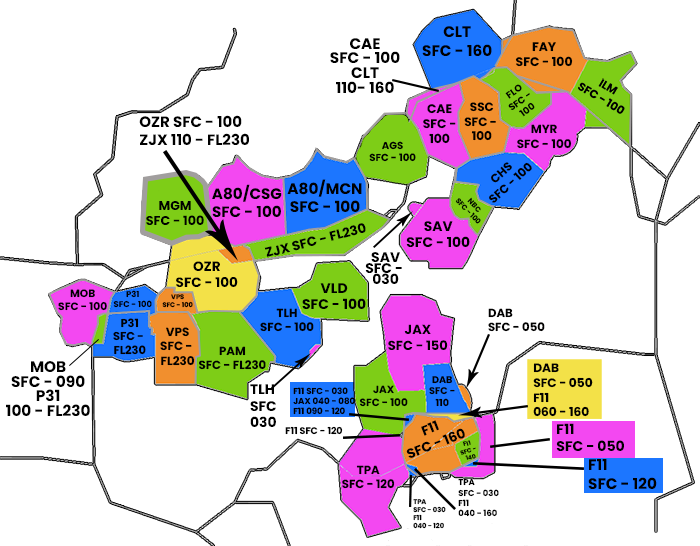 CLT
SFC - 160
FAY
SFC - 100
CAE
SFC - 100
CLT
110- 160
ILM
SFC - 100
FLO
SFC -
100
CAE
SFC -
100
SSC
SFC -
100
MYR
SFC - 100
OZR SFC - 100
ZJX 110 - FL230
AGS
SFC - 100
CHS
SFC - 100
A80/CSG
SFC - 100
A80/MCN
SFC - 100
MGM
SFC - 100
NBC
SFC - 100
SAV
SFC - 100
ZJX SFC - FL230
SAV
SFC -
030
OZR
SFC - 100
VLD
SFC - 100
MOB
SFC - 100
P31
SFC - 100
VPS
SFC - 100
TLH
SFC - 100
P31
SFC -
FL230
VPS
SFC -
FL230
PAM
SFC - FL230
JAX
SFC - 150
DAB
SFC - 050
MOB
SFC - 090
P31
100 - FL230
TLH
SFC
030
DAB
SFC -
110
DAB
SFC - 050
F11
060 - 160
JAX
SFC - 100
F11 SFC - 030
JAX 040 - 080
F11 090 - 120
F11 SFC - 120
F11
SFC - 160
F11
SFC -
140
F11
SFC - 050
F11
SFC - 120
TPA
SFC - 120
TPA
SFC - 030
F11
040 - 160
TPA
SFC - 030
F11
040 - 120